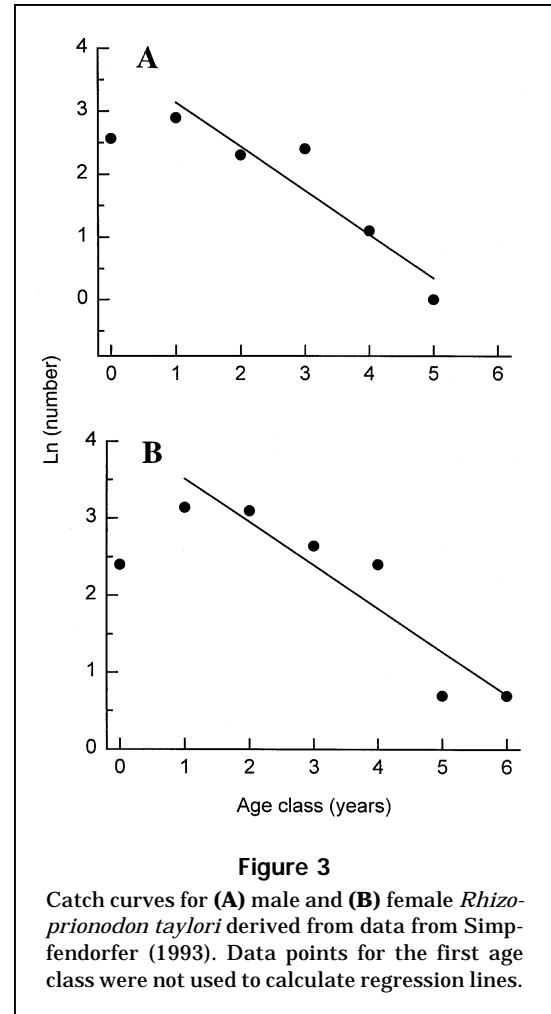 A
4
3
2
1
0
0 1 2 3 4 5 6
Ln (number)
B
4
3
2
1
0
0 1 2 3 4 5 6
Age class (years)
Figure 3
Catch curves for (A) male and (B) female Rhizo-
prionodon taylori derived from data from Simp-
fendorfer (1993). Data points for the first age
class were not used to calculate regression lines.